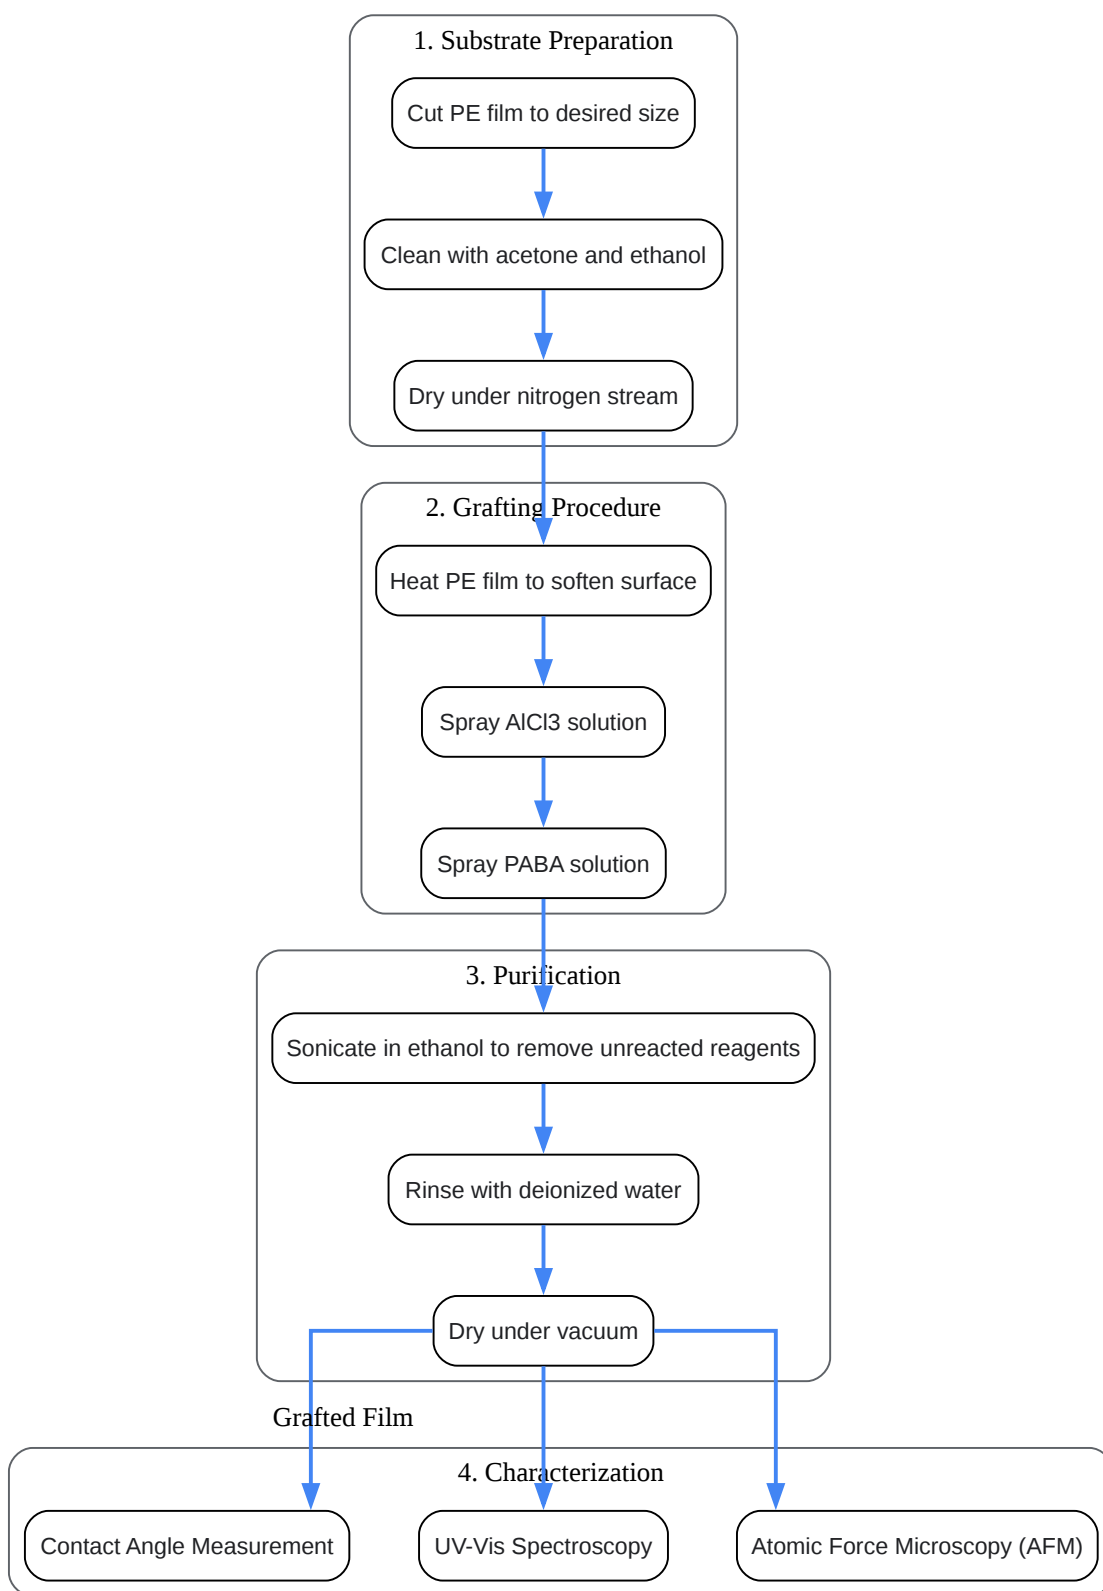 1. Substrate Preparation
Cut PE film to desired size
Clean with acetone and ethanol
Dry under nitrogen stream
2. Grafting Procedure
Heat PE film to soften surface
Spray AlCl3 solution
Spray PABA solution
3. Purification
Sonicate in ethanol to remove unreacted reagents
Rinse with deionized water
Dry under vacuum
Grafted Film
4. Characterization
Contact Angle Measurement
UV-Vis Spectroscopy
Atomic Force Microscopy (AFM)